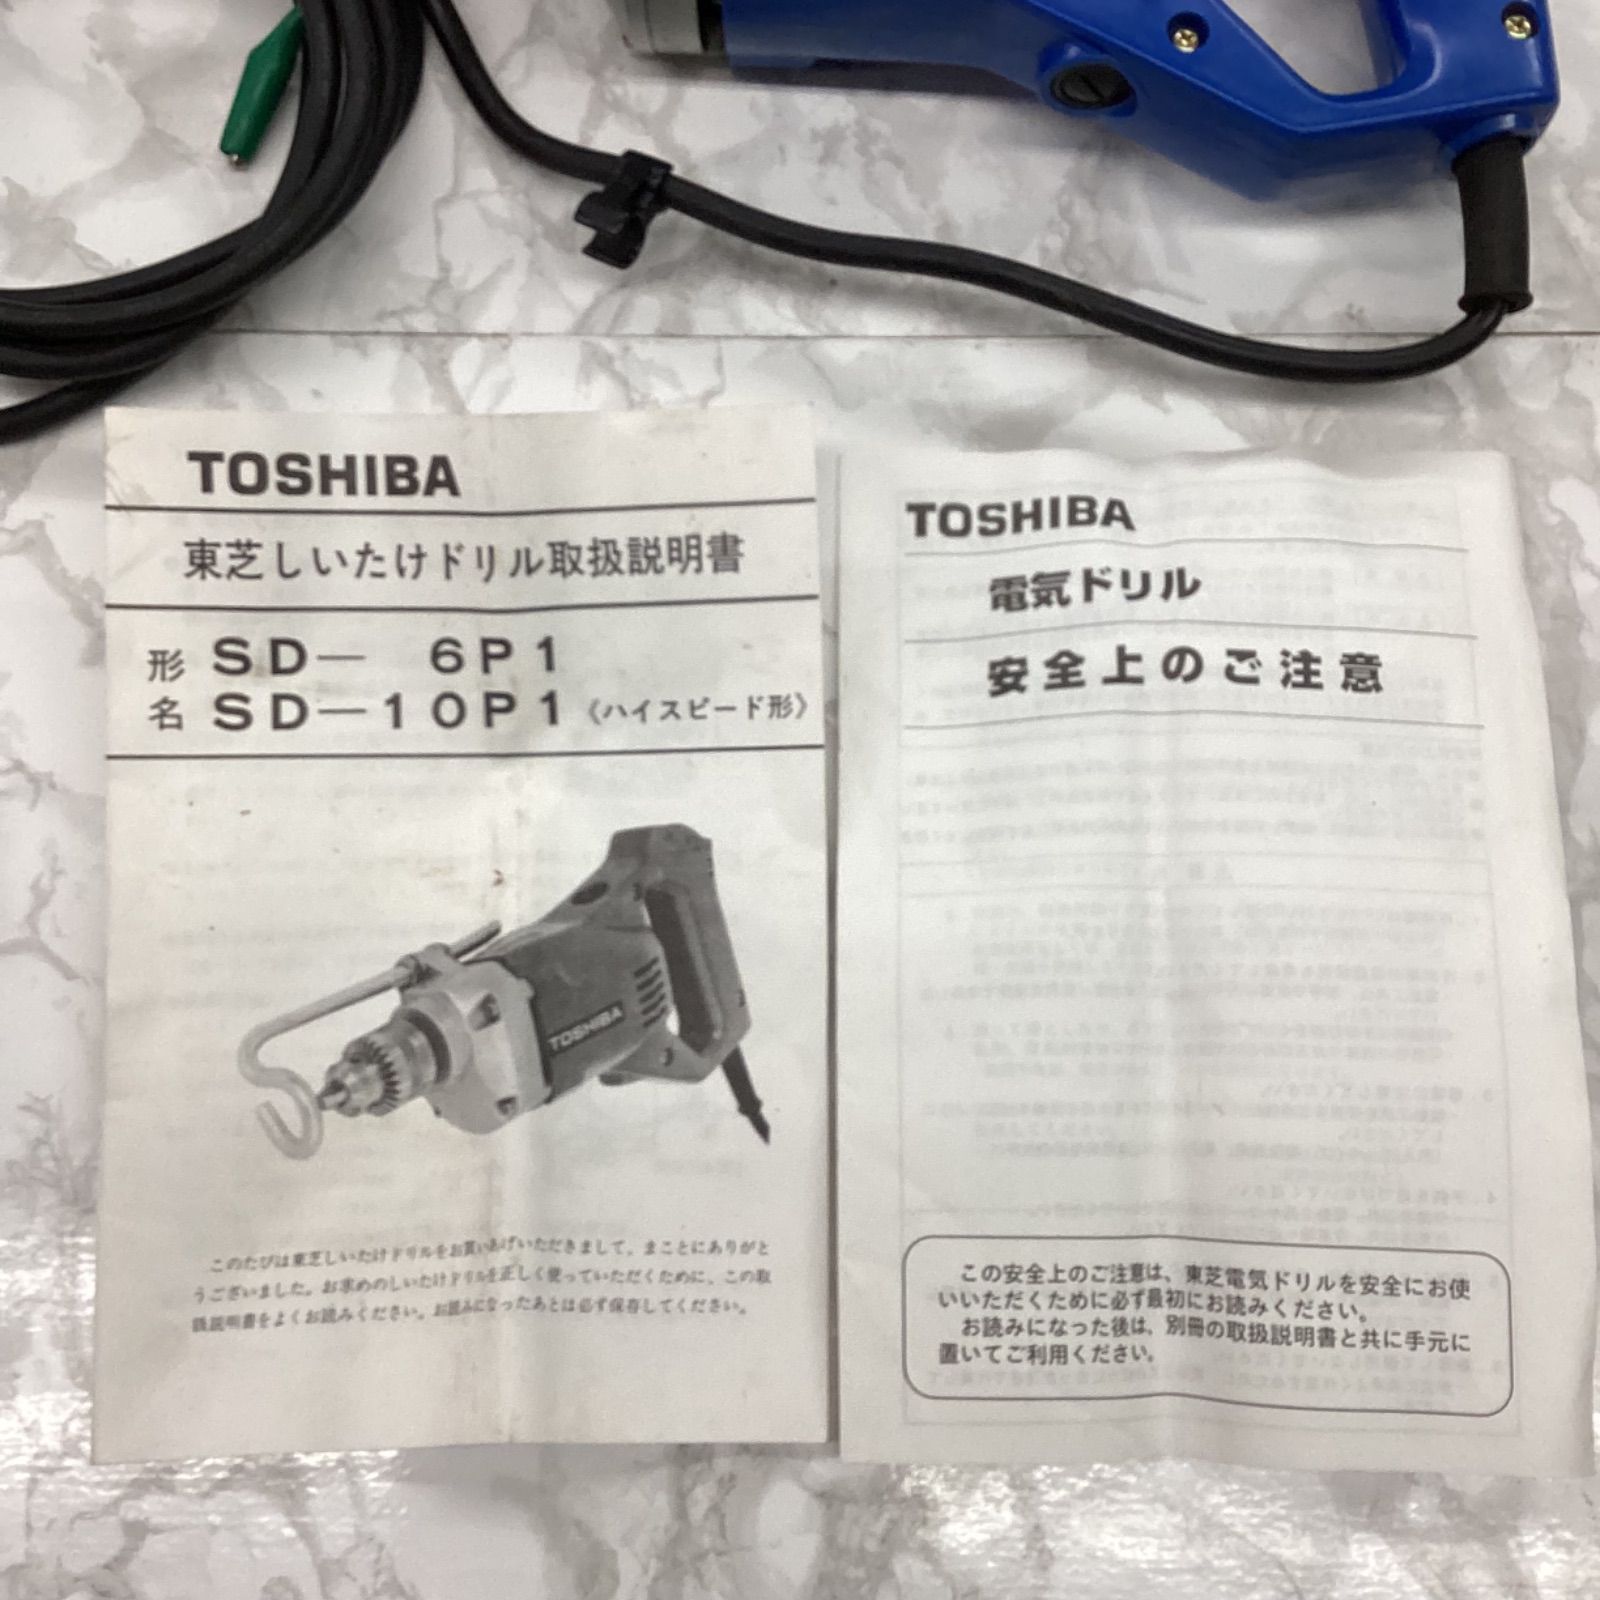 TOSHIBA
東芝しいたけドリル取扱説明書
形名
SD－ 6P1
SD－10P1《ハイスピード形》
TOSHIBA
このたびは東芝しいたけドリルをお買いあげいただきまして、まことにありがと
うございました。お求めのしいたけドリルを正しく使っていただくために、この取
扱説明書をよくお読みください。お読みになったあとは必ず保存してください。
TOSHIBA
電気ドリル
安全上のご注意
この安全上のご注意は、東芝電気ドリルを安全にお使
いいただくために必ず最初にお読みください。
お読みになった後は、別冊の取扱説明書と共に手元に
置いてご利用ください。